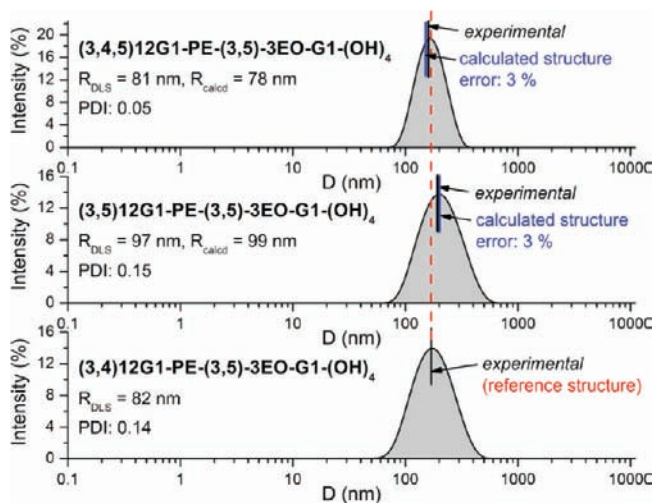 Intensity (%)
20
16
12
8
4
0
(3,4,5)12G1-PE-(3,5)-3EO-G1-(OH)4
RDLS = 81 nm, Rcalcd = 78 nm
PDI: 0.05
experimental
calculated structure
error: 3 %
0.1 1 10 100 1000 1000
D (nm)
Intensity (%)
16
12
8
4
0
(3,5)12G1-PE-(3,5)-3EO-G1-(OH)4
RDLS = 97 nm, Rcalcd = 99 nm
PDI: 0.15
experimental
calculated structure
error: 3 %
0.1 1 10 100 1000 1000
D (nm)
Intensity (%)
16
12
8
4
0
(3,4)12G1-PE-(3,5)-3EO-G1-(OH)4
RDLS = 82 nm
PDI: 0.14
experimental
(reference structure)
0.1 1 10 100 1000 1000
D (nm)